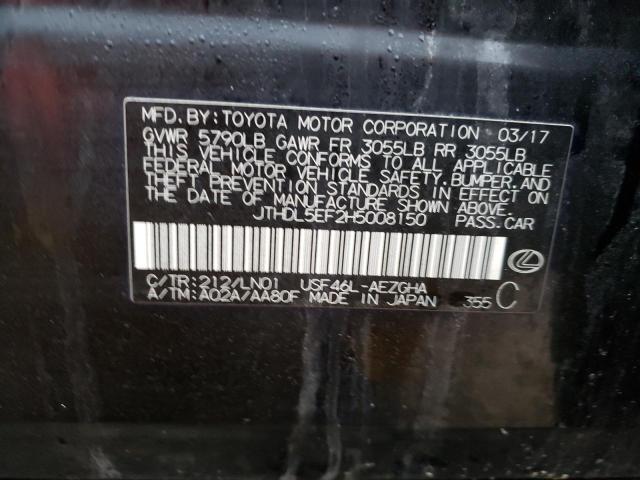 MFD. BY: TOYOTA MOTOR CORPORATION 03/17
GVWR 5790LB GAWR FR 3055LB RR 3055LB
THIS VEHICLE CONFORMS TO ALL APPLICABLE
FEDERAL MOTOR VEHICLE SAFETY, BUMPER, AND
THEFT PREVENTION STANDARDS IN EFFECT ON
THE DATE OF MANUFACTURE SHOWN ABOVE.
JTHDL5EF2H5008150 PASS.CAR
C/TR: 212/LN01 USF46L-AEZGHA
A/TM: A02A/AA80F MADE IN JAPAN 355 C